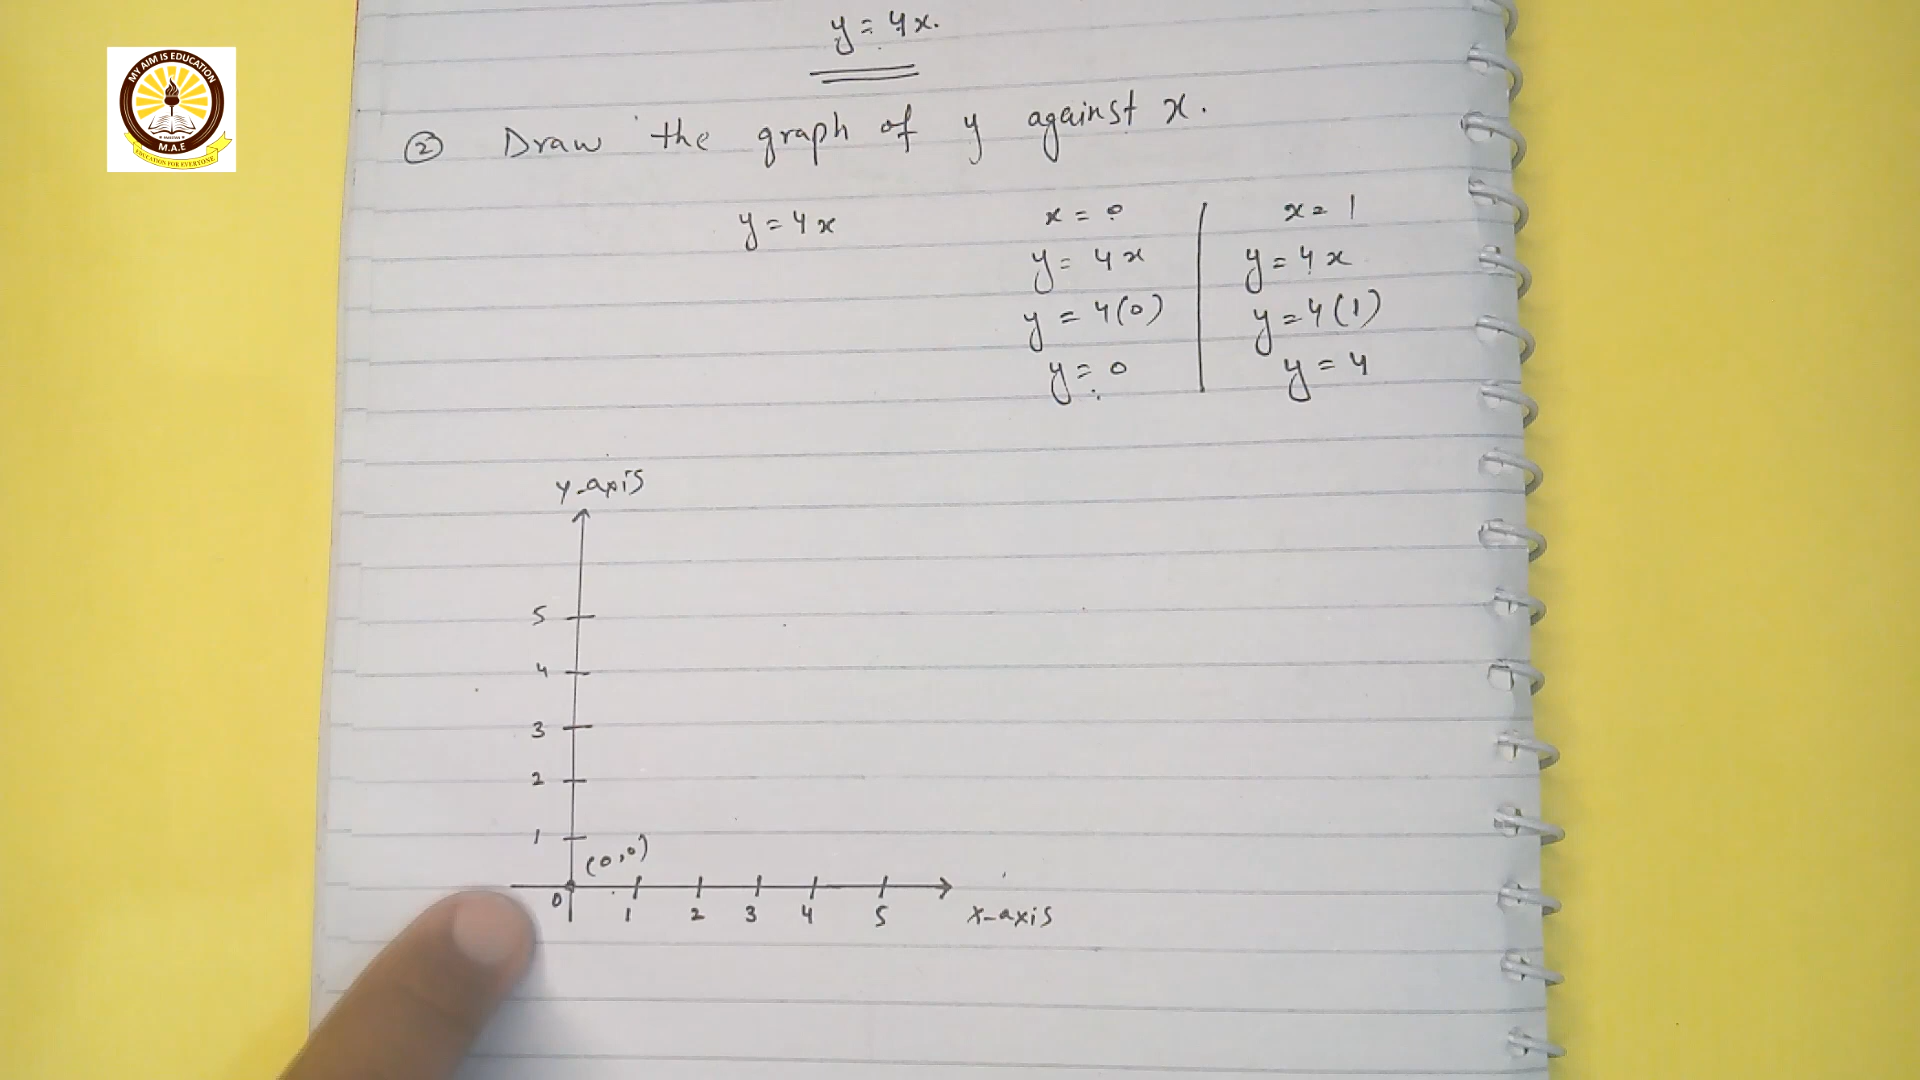 MY AIM IS EDUCATION
M.A.E
EDUCATION FOR EVERYONE
y = 4x.
② Draw the graph of y against x.
y = 4x
x = 0
y = 4x
y = 4(0)
y = 0
x = 1
y = 4x
y = 4(1)
y = 4
y-axis
5
4
3
2
1
(0,0)
0
1 2 3 4 5 x-axis